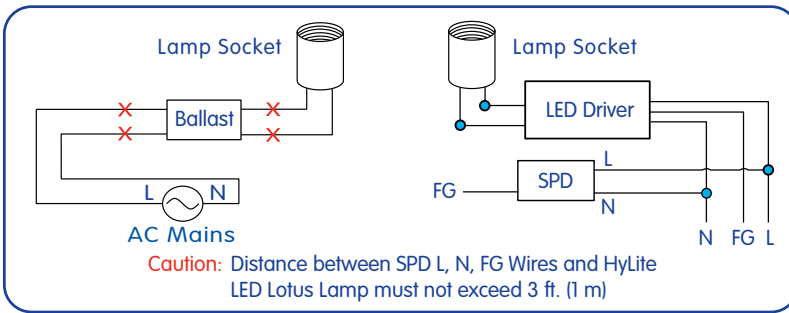 Lamp Socket
Ballast
L N
AC Mains
Lamp Socket
LED Driver
L
FG
SPD
N
N FG L
Caution: Distance between SPD L, N, FG Wires and HyLite
LED Lotus Lamp must not exceed 3 ft. (1 m)